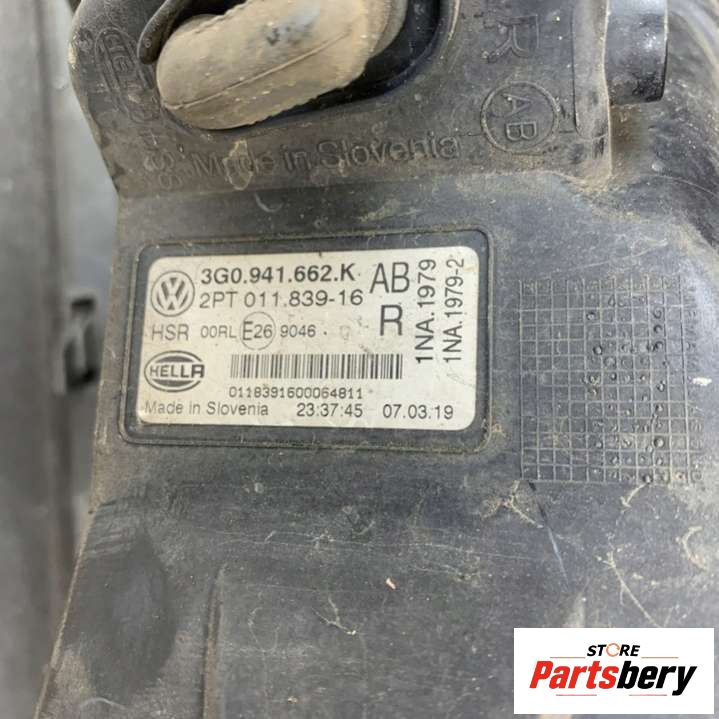 R
AB
Made in Slovenia
3G0.941.662.K AB
2PT 011.839-16
R
HSR 00RL E26 9046
1NA.1979
1NA.1979-2
HELLA
0118391600064811
Made in Slovenia 23:37:45 07.03.19
STORE
Partsbery